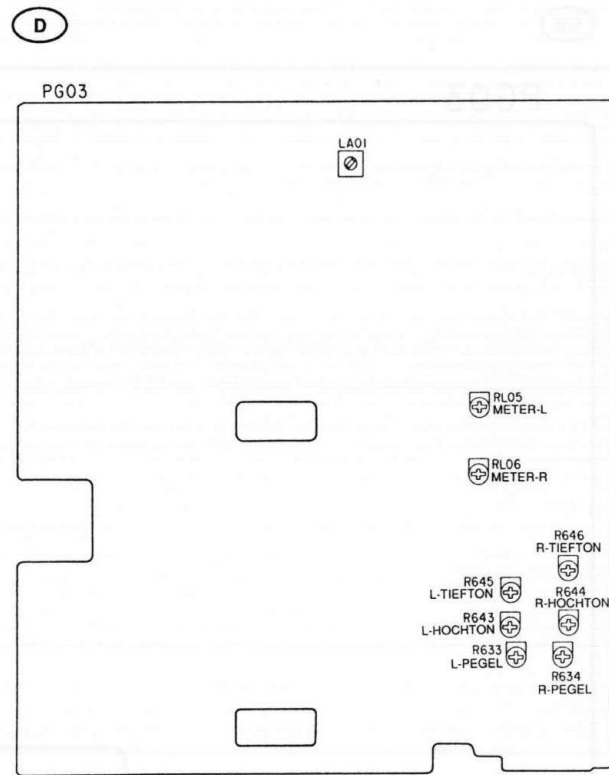 D
PG03
LA01
RL05
METER-L
RL06
METER-R
R646
R-TIEFTON
R645
L-TIEFTON
R644
R-HOCHTON
R643
L-HOCHTON
R633
L-PEGEL
R634
R-PEGEL